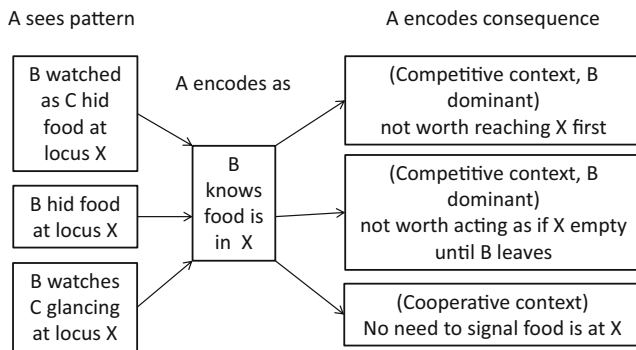 A sees pattern
A encodes consequence
B watched
as C hid
food at
locus X
B hid food
at locus X
B watches
C glancing
at locus X
A encodes as
B
knows
food is
in X
(Competitive context, B
dominant)
not worth reaching X first
(Competitive context, B
dominant)
not worth acting as if X empty
until B leaves
(Cooperative context)
No need to signal food is at X